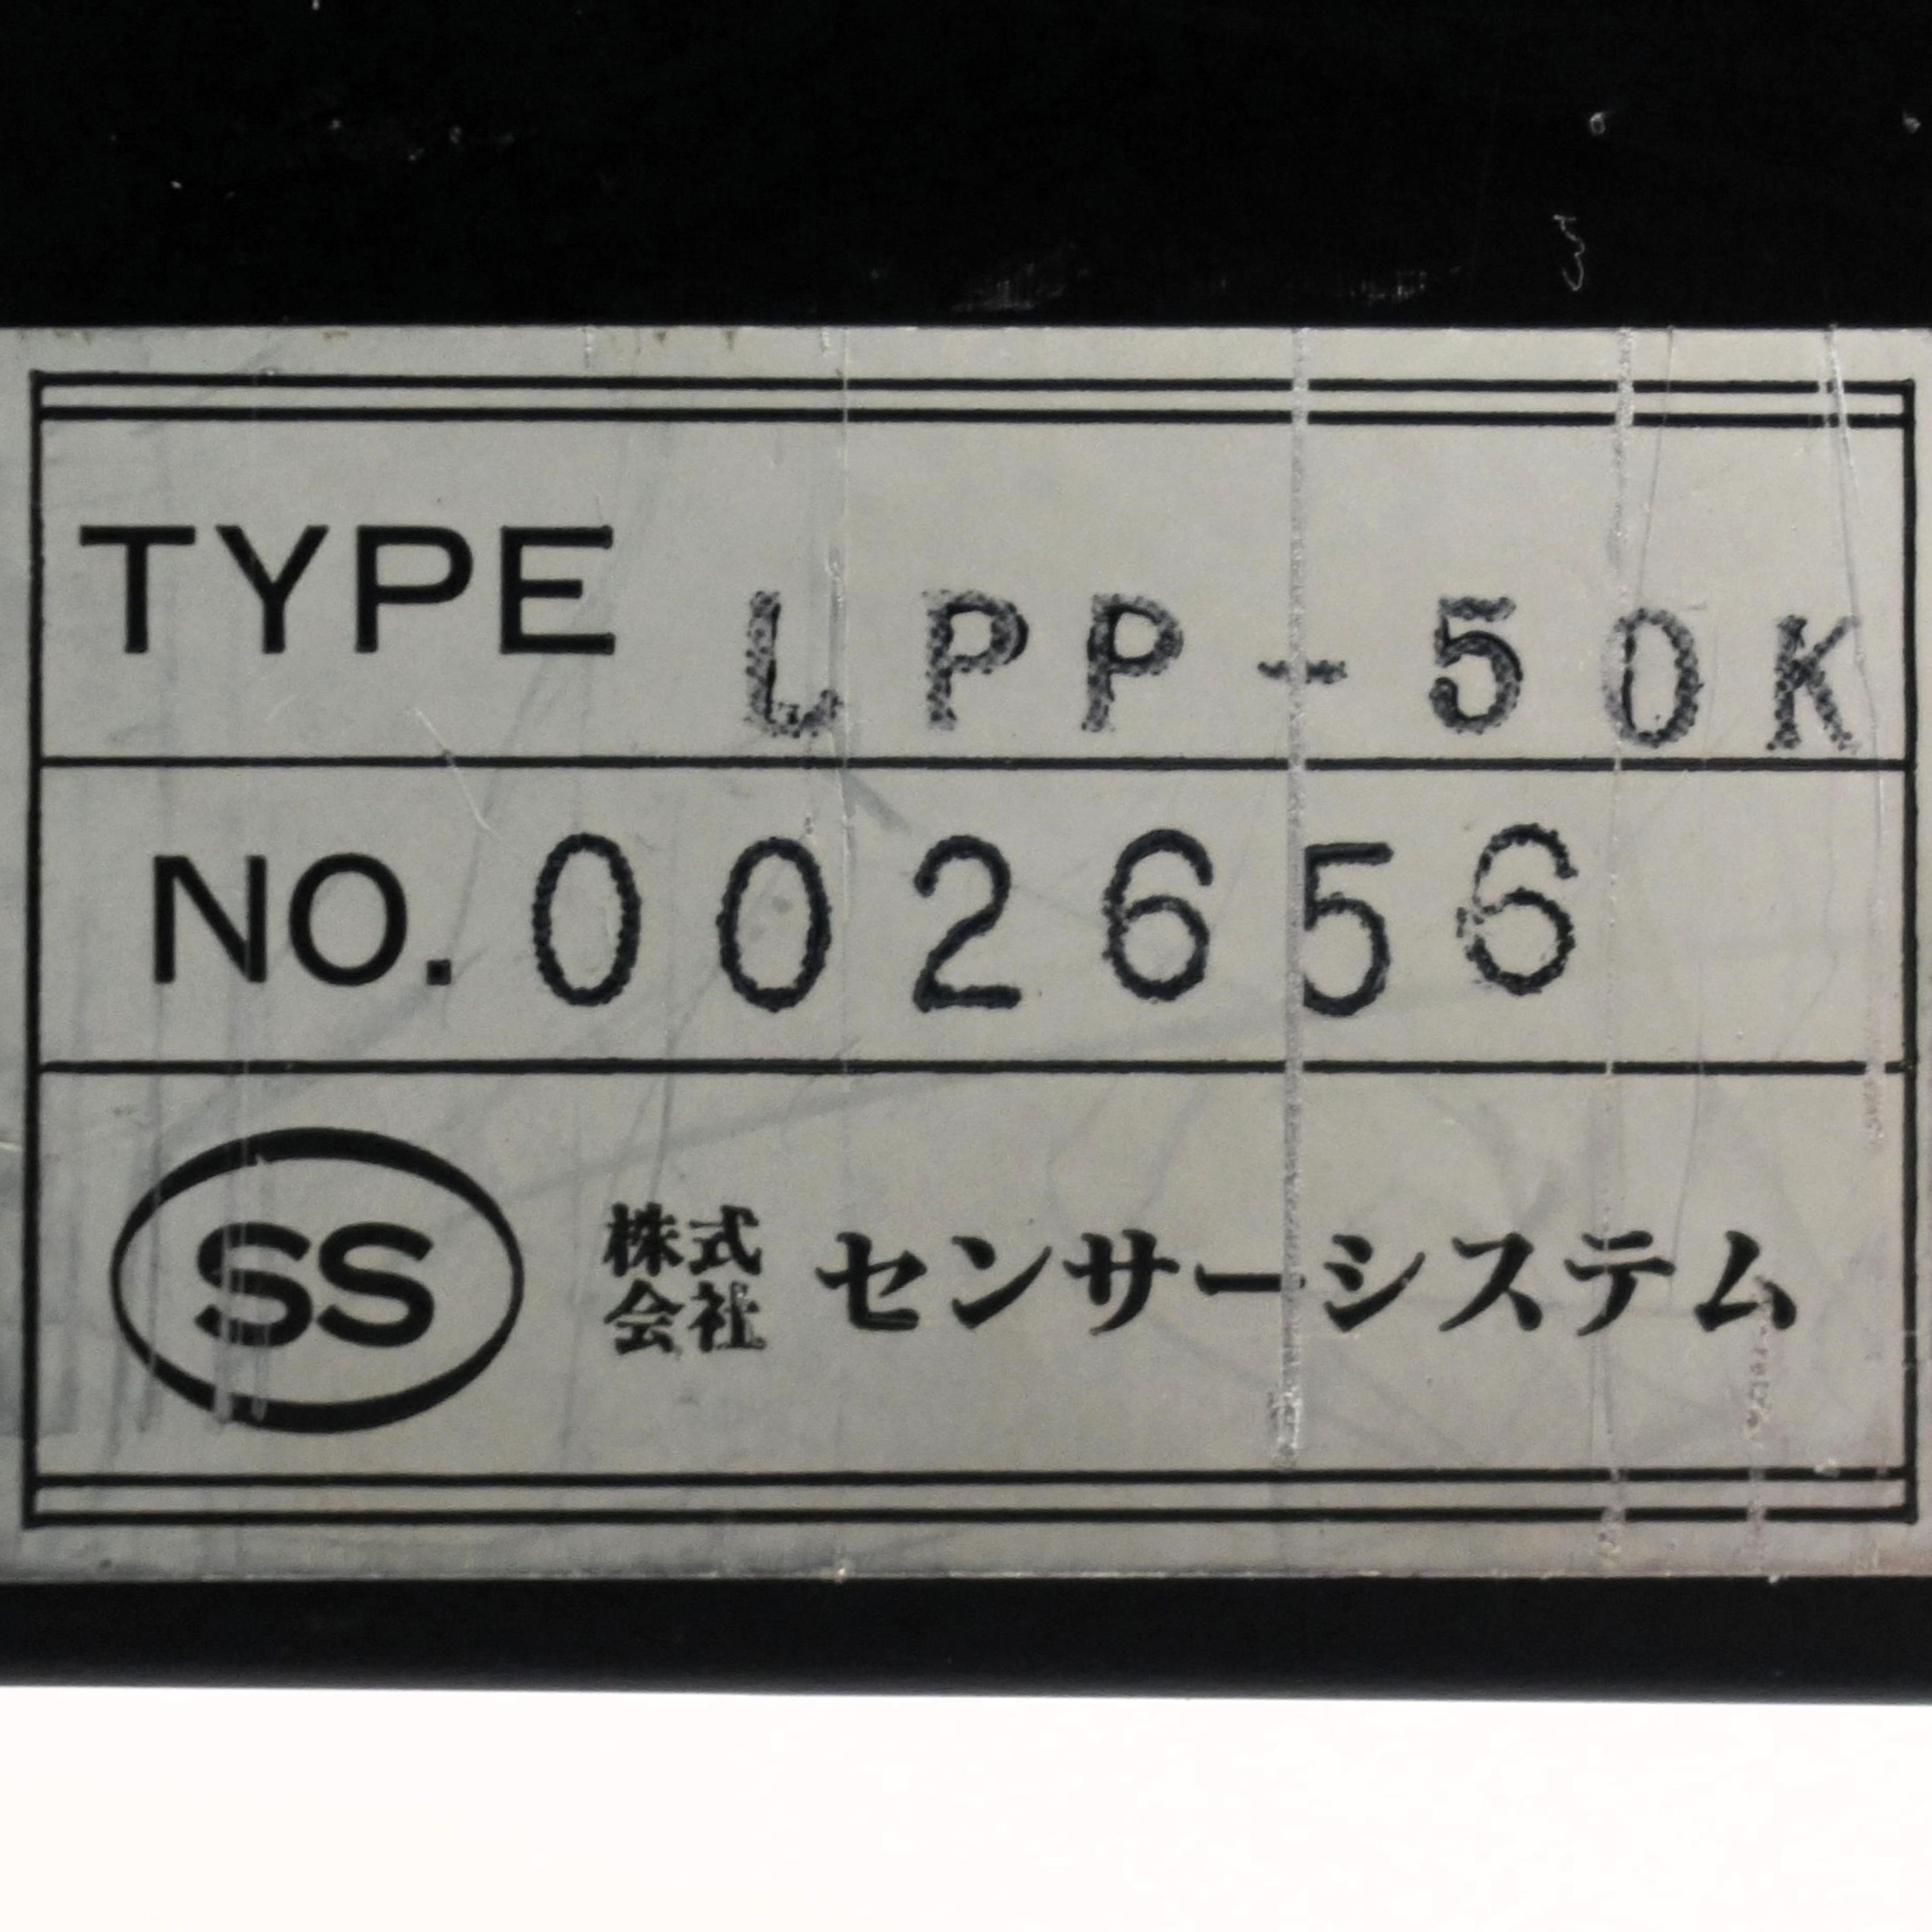 TYPE LPP-50K
NO. 002656
SS 株式会社 センサーシステム